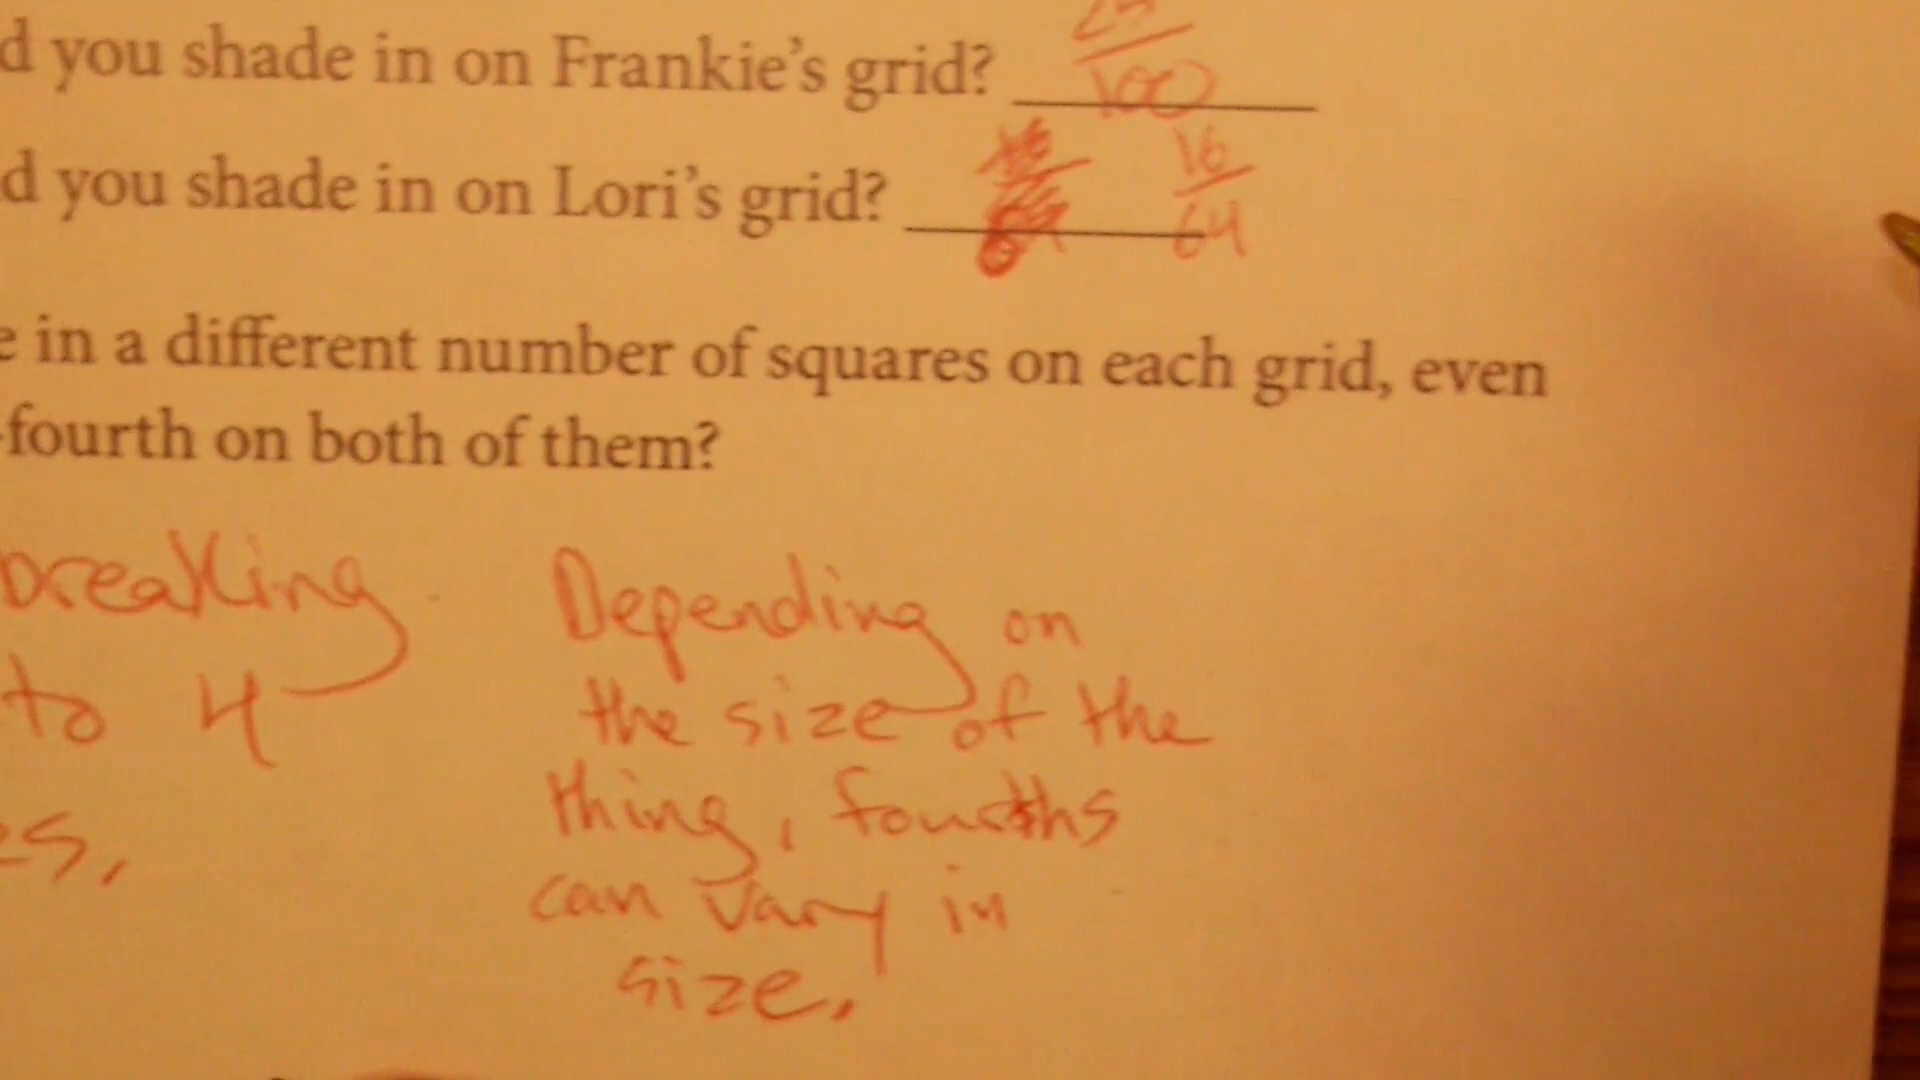 d you shade in on Frankie's grid? 25/100
d you shade in on Lori's grid? 16/64
e in a different number of squares on each grid, even
-fourth on both of them?
breaking
to 4
es,
Depending on
the size of the
thing, fourths
can vary in
size.